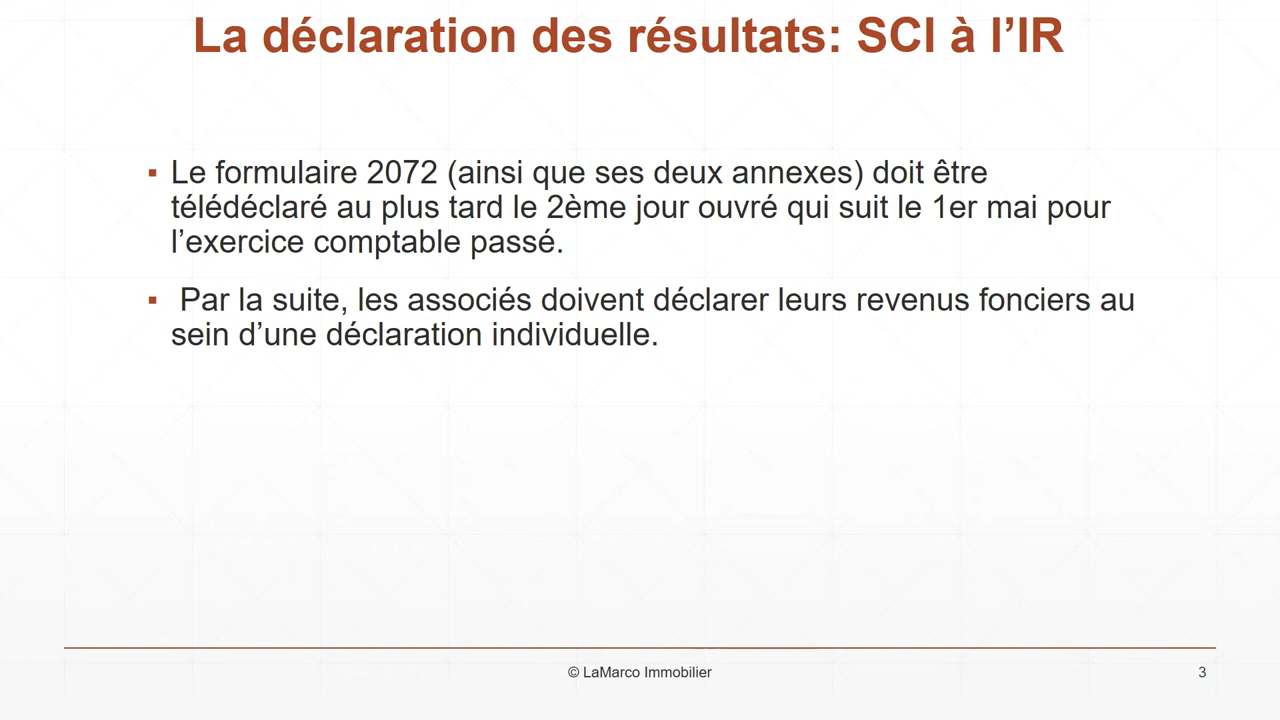 La déclaration des résultats: SCI à l’IR
▪ Le formulaire 2072 (ainsi que ses deux annexes) doit être
télédéclaré au plus tard le 2ème jour ouvré qui suit le 1er mai pour
l’exercice comptable passé.
▪ Par la suite, les associés doivent déclarer leurs revenus fonciers au
sein d’une déclaration individuelle.
© LaMarco Immobilier
3